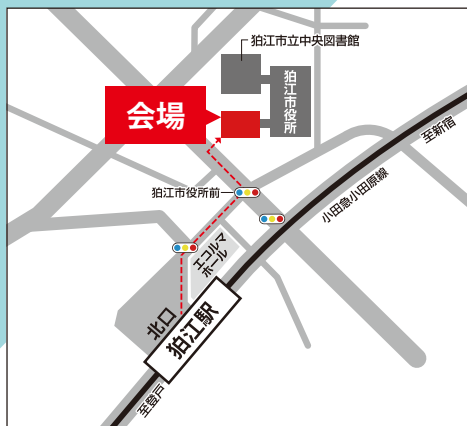 狛江市立中央図書館
狛江市役所
会場
至新宿
狛江市役所前
小田急小田原線
エコルマ
ホール
北口
狛江駅
至登戸